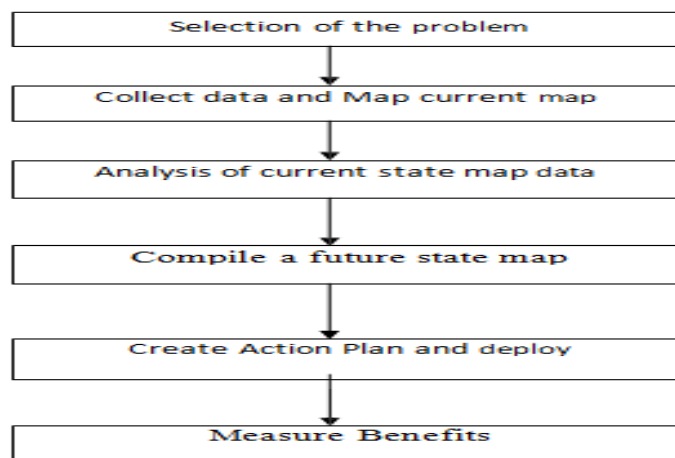 Selection of the problem
Collect data and Map current map
Analysis of current state map data
Compile a future state map
Create Action Plan and deploy
Measure Benefits